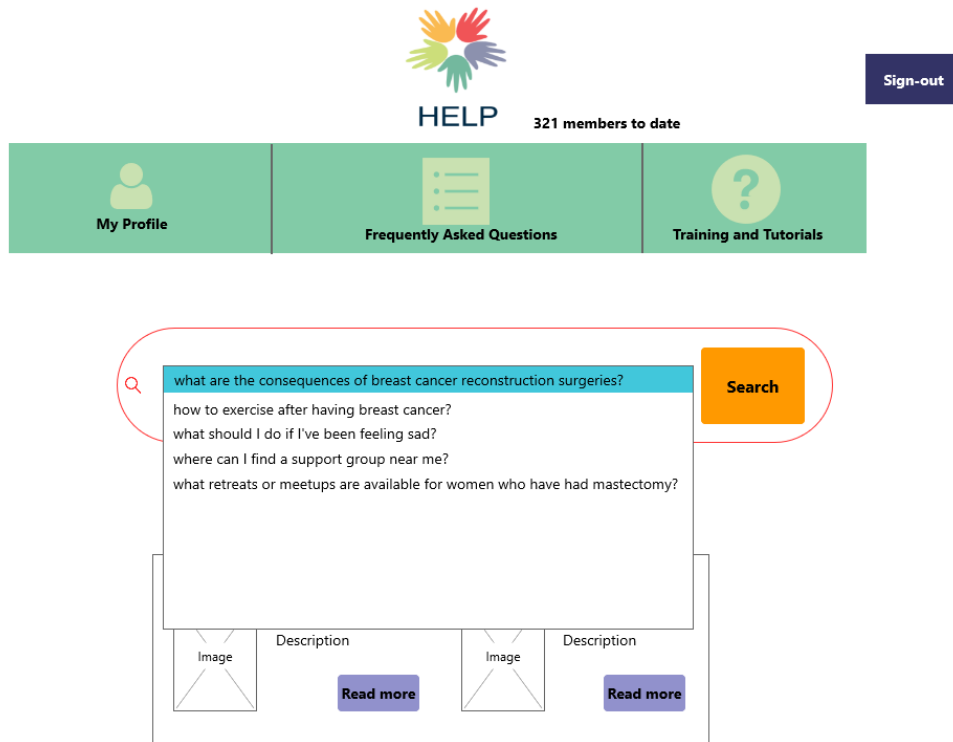 Sign-out
HELP
321 members to date
My Profile
Frequently Asked Questions
?
Training and Tutorials
what are the consequences of breast cancer reconstruction surgeries?
Search
how to exercise after having breast cancer?
what should I do if I've been feeling sad?
where can I find a support group near me?
what retreats or meetups are available for women who have had mastectomy?
Image
Description
Read more
Image
Description
Read more